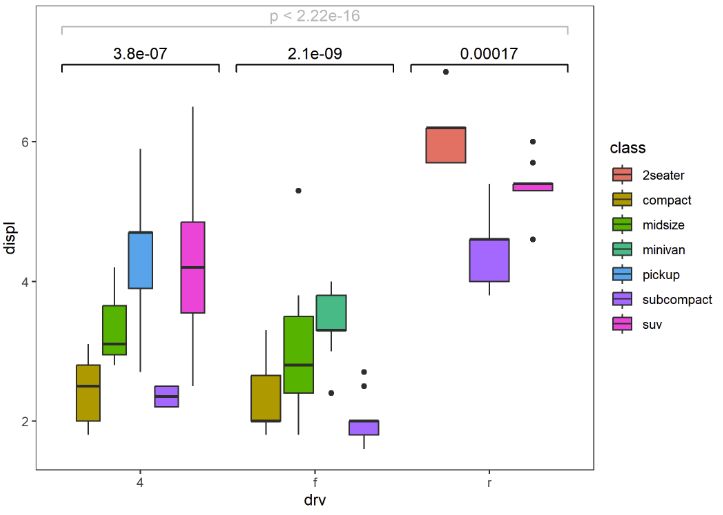 p < 2.22e-16
3.8e-07
2.1e-09
0.00017
6
4
2
displ
4
f
r
drv
class
2seater
compact
midsize
minivan
pickup
subcompact
suv